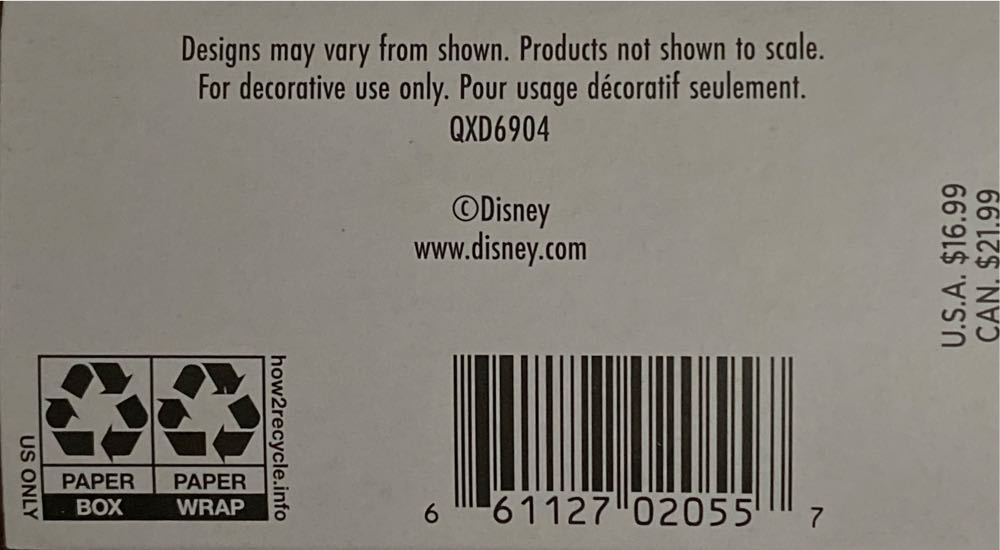 Designs may vary from shown. Products not shown to scale.
For decorative use only. Pour usage décoratif seulement.
QXD6904
©Disney
www.disney.com
U.S.A. $16.99
CAN. $21.99
US ONLY
PAPER
BOX
PAPER
WRAP
how2recycle.info
6 61127 02055 7